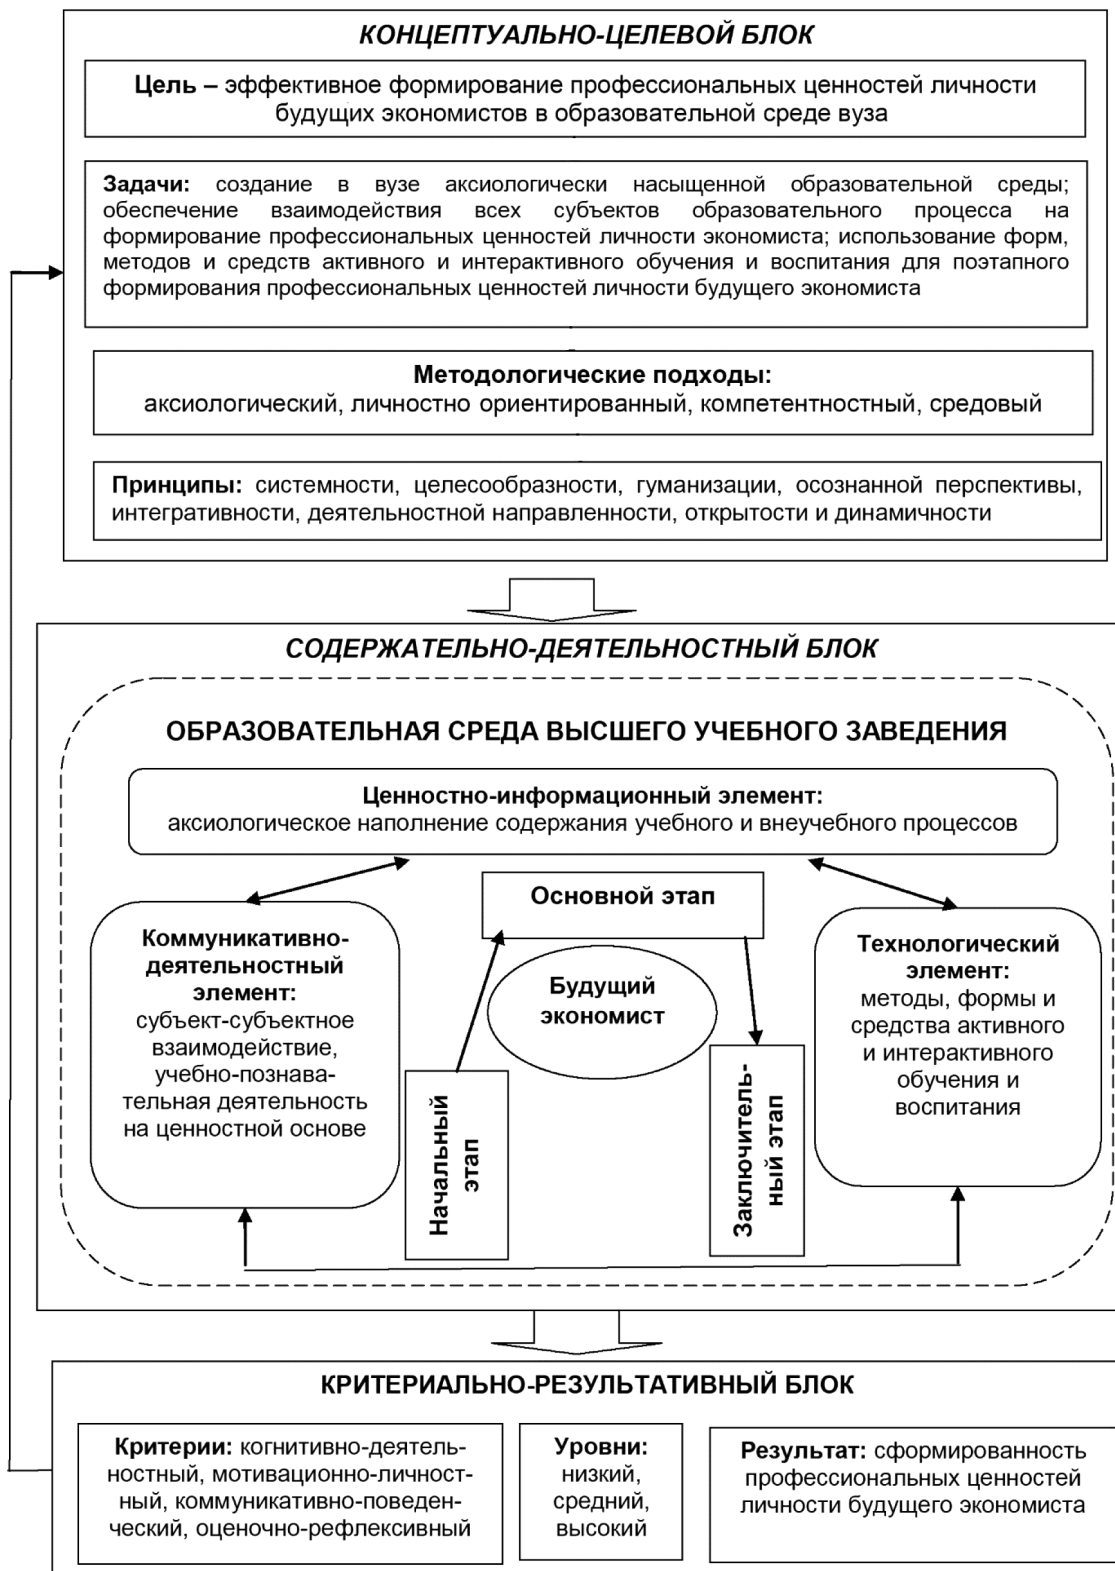 КОНЦЕПТУАЛЬНО-ЦЕЛЕВОЙ БЛОК
Цель – эффективное формирование профессиональных ценностей личности
будущих экономистов в образовательной среде вуза
Задачи: создание в вузе аксиологически насыщенной образовательной среды;
обеспечение взаимодействия всех субъектов образовательного процесса на
формирование профессиональных ценностей личности экономиста; использование форм,
методов и средств активного и интерактивного обучения и воспитания для поэтапного
формирования профессиональных ценностей личности будущего экономиста
Методологические подходы:
аксиологический, личностно ориентированный, компетентностный, средовый
Принципы: системности, целесообразности, гуманизации, осознанной перспективы,
интегративности, деятельностной направленности, открытости и динамичности
СОДЕРЖАТЕЛЬНО-ДЕЯТЕЛЬНОСТНЫЙ БЛОК
ОБРАЗОВАТЕЛЬНАЯ СРЕДА ВЫСШЕГО УЧЕБНОГО ЗАВЕДЕНИЯ
Ценностно-информационный элемент:
аксиологическое наполнение содержания учебного и внеучебного процессов
Коммуникативно-
деятельностный
элемент:
субъект-субъектное
взаимодействие,
учебно-познава-
тельная деятельность
на ценностной основе
Начальный
этап
Основной этап
Будущий
экономист
Заключитель-
ный этап
Технологический
элемент:
методы, формы и
средства активного
и интерактивного
обучения и
воспитания
КРИТЕРИАЛЬНО-РЕЗУЛЬТАТИВНЫЙ БЛОК
Критерии: когнитивно-деятель-
ностный, мотивационно-личност-
ный, коммуникативно-поведен-
ческий, оценочно-рефлексивный
Уровни:
низкий,
средний,
высокий
Результат: сформированность
профессиональных ценностей
личности будущего экономиста